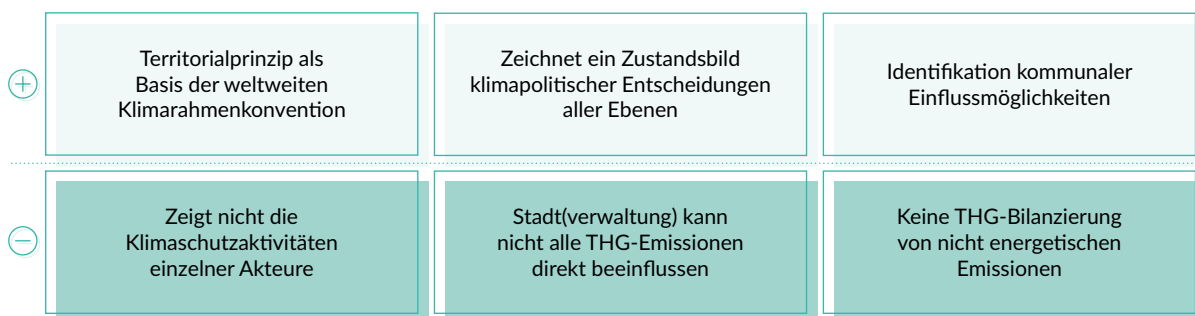 Territorialprinzip als
Basis der weltweiten
Klimarahmenkonvention
Zeichnet ein Zustandsbild
klimapolitischer Entscheidungen
aller Ebenen
Identifikation kommunaler
Einflussmöglichkeiten
Zeigt nicht die
Klimaschutzaktivitäten
einzelner Akteure
Stadt(verwaltung) kann
nicht alle THG-Emissionen
direkt beeinflussen
Keine THG-Bilanzierung
von nicht energetischen
Emissionen